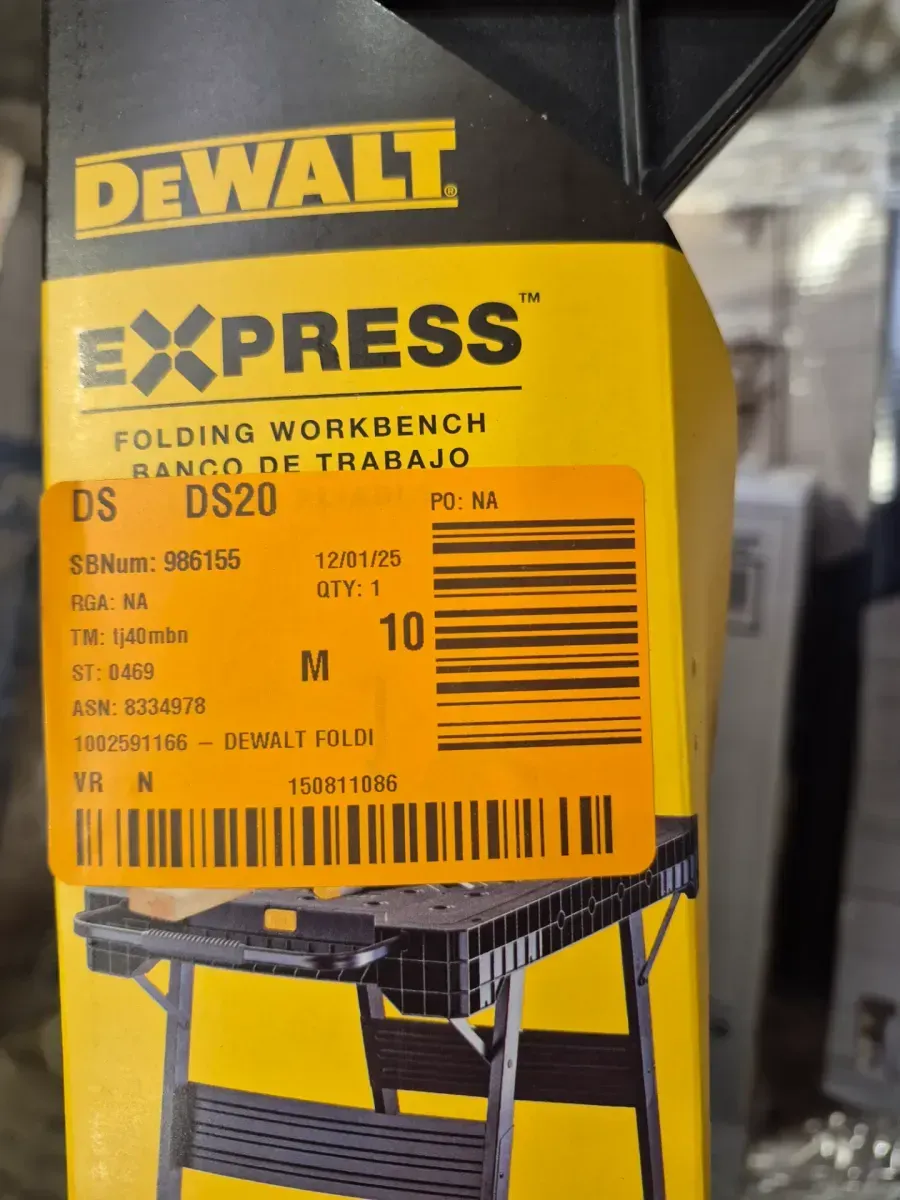 DEWALT®
EXPRESS™
FOLDING WORKBENCH
BANCO DE TRABAJO
DS DS20 PO: NA
SBNum: 986155 12/01/25
RGA: NA QTY: 1
TM: tj40mbn 10
ST: 0469 M
ASN: 8334978
1002591166 – DEWALT FOLDI
VR N 150811086